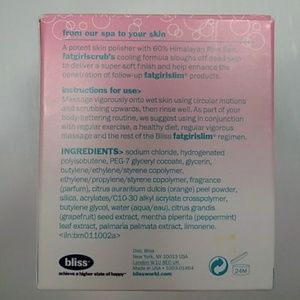 from our spa to your skin
A potent skin polisher with 60% Himalayan Pink Salt,
fatgirlscrub's cooling formula sloughs off dead skin
to deliver a super soft finish and help enhance the
penetration of follow-up fatgirlslim® products.
instructions for use>
Massage vigorously onto wet skin using circular motions
and scrubbing upwards, then rinse well. As part of your
body-bettering routine, we suggest using in conjunction
with regular exercise, a healthy diet, regular vigorous
massage and the rest of the Bliss fatgirlslim® regimen.
INGREDIENTS> sodium chloride, hydrogenated
polyisobutene, PEG-7 glyceryl cocoate, glycerin,
butylene/ethylene/styrene copolymer,
ethylene/propylene/styrene copolymer, fragrance
(parfum), citrus aurantium dulcis (orange) peel powder,
silica, acrylates/C10-30 alkyl acrylate crosspolymer,
butylene glycol, water (aqua/eau), citrus grandis
(grapefruit) seed extract, mentha piperita (peppermint)
leaf extract, palmaria palmata extract, denatonium
benzoate.
<iln:bm011002a>
bliss
achieve a higher state of happy™
Dist. Bliss
New York, NY 10013 USA
London W1U 8ED UK
Made in USA
blissworld.com
24M